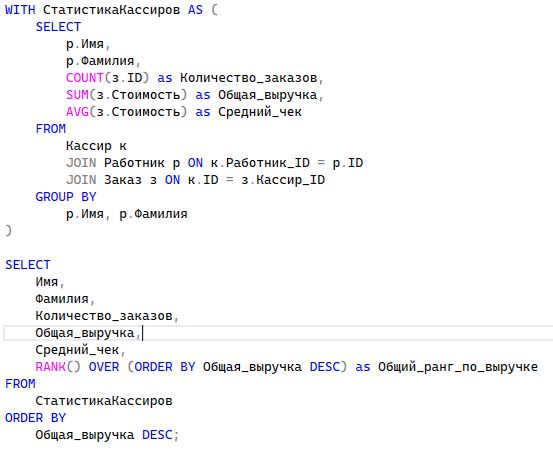 WITH СтатистикаКассиров AS (
    SELECT
        р.Имя,
        р.Фамилия,
        COUNT(з.ID) as Количество_заказов,
        SUM(з.Стоимость) as Общая_выручка,
        AVG(з.Стоимость) as Средний_чек
    FROM
        Кассир к
        JOIN Работник р ON к.Работник_ID = р.ID
        JOIN Заказ з ON к.ID = з.Кассир_ID
    GROUP BY
        р.Имя, р.Фамилия
)

SELECT
    Имя,
    Фамилия,
    Количество_заказов,
    Общая_выручка,
    Средний_чек,
    RANK() OVER (ORDER BY Общая_выручка DESC) as Общий_ранг_по_выручке
FROM
    СтатистикаКассиров
ORDER BY
    Общая_выручка DESC;